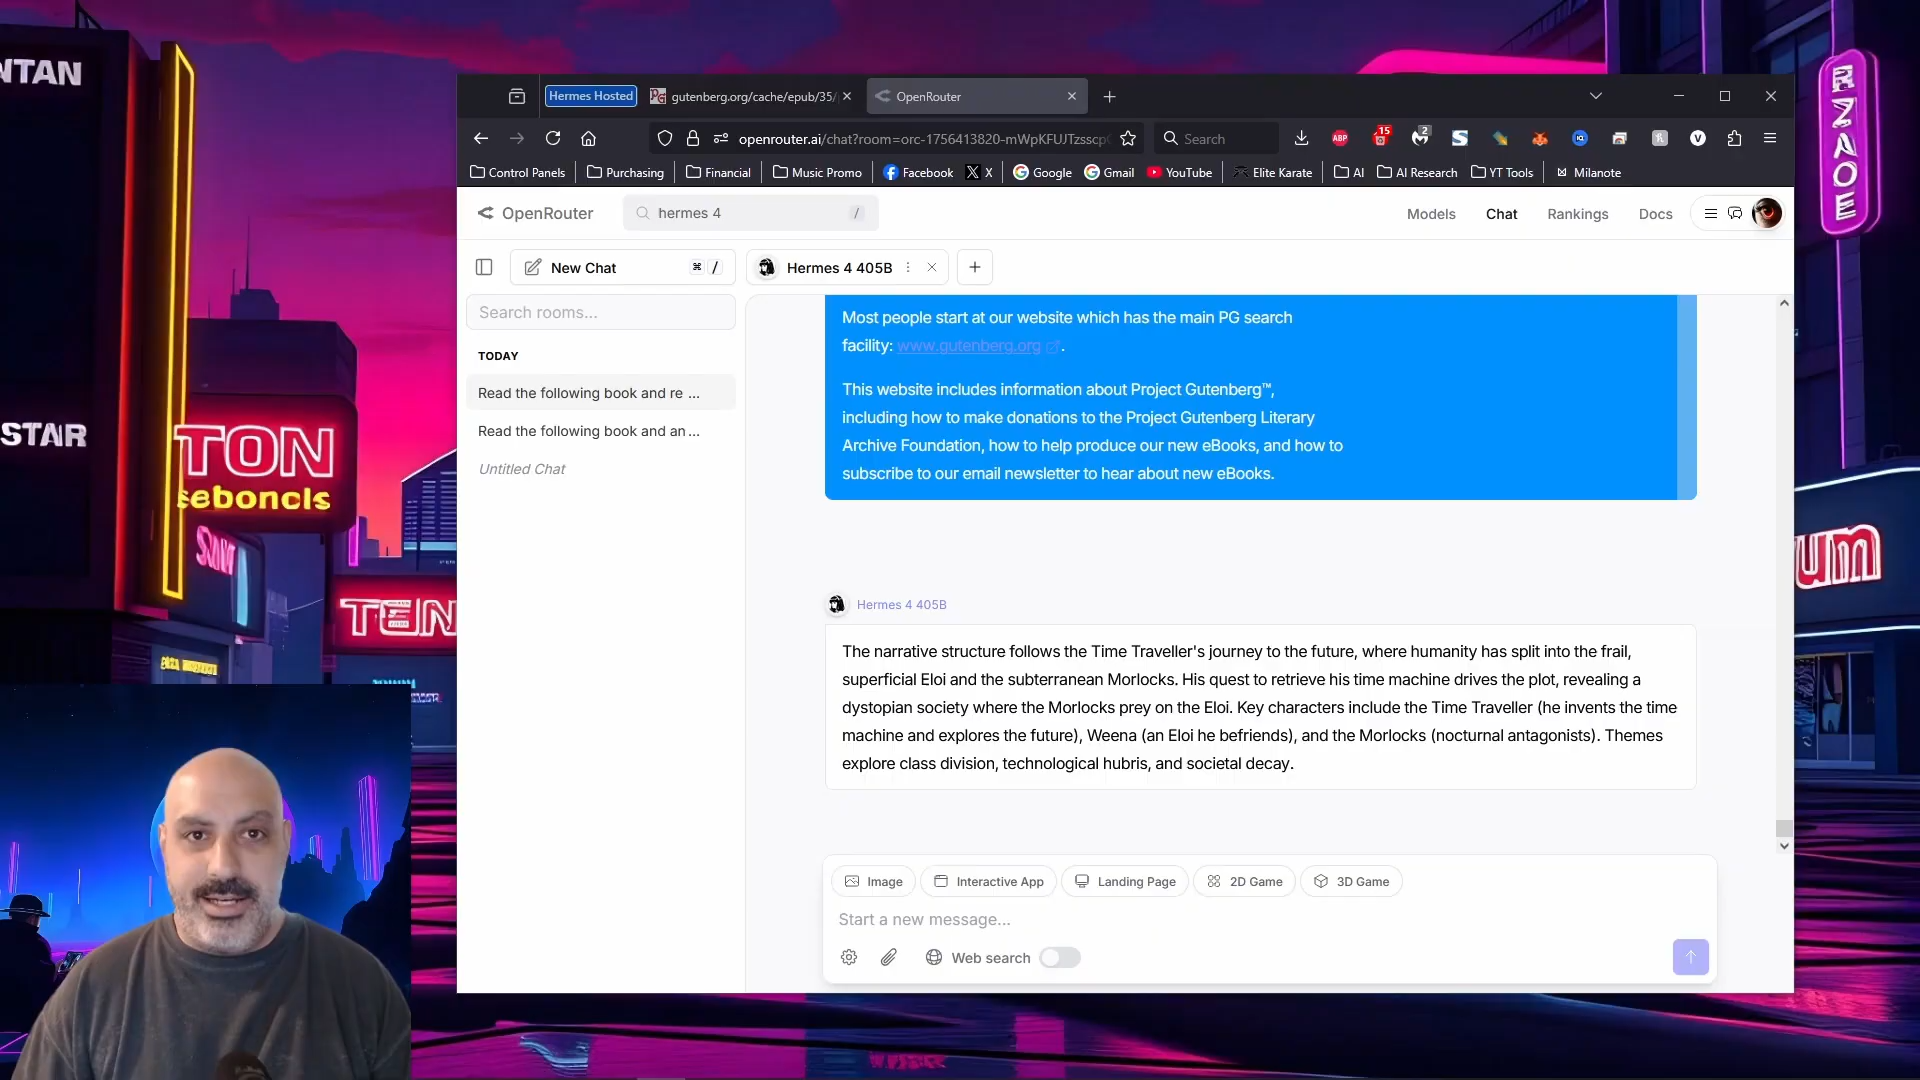 NTAN
STAR
TON
seboncls
TEN
um
Hermes Hosted
gutenberg.org/cache/epub/35/
OpenRouter
openrouter.ai/chat?room=orc-1756413820-mWpKFUJTzsscp
Search
ABP
15
2
Control Panels
Purchasing
Financial
Music Promo
Facebook
X
Google
Gmail
YouTube
Elite Karate
AI
AI Research
YT Tools
Milanote
OpenRouter
hermes 4
/
Models
Chat
Rankings
Docs
New Chat
⌘ /
Hermes 4 405B
Search rooms...
TODAY
Read the following book and re ...
Read the following book and an ...
Untitled Chat
Most people start at our website which has the main PG search
facility: www.gutenberg.org.
This website includes information about Project Gutenberg™,
including how to make donations to the Project Gutenberg Literary
Archive Foundation, how to help produce our new eBooks, and how to
subscribe to our email newsletter to hear about new eBooks.
Hermes 4 405B
The narrative structure follows the Time Traveller's journey to the future, where humanity has split into the frail,
superficial Eloi and the subterranean Morlocks. His quest to retrieve his time machine drives the plot, revealing a
dystopian society where the Morlocks prey on the Eloi. Key characters include the Time Traveller (he invents the time
machine and explores the future), Weena (an Eloi he befriends), and the Morlocks (nocturnal antagonists). Themes
explore class division, technological hubris, and societal decay.
Image
Interactive App
Landing Page
2D Game
3D Game
Start a new message...
Web search